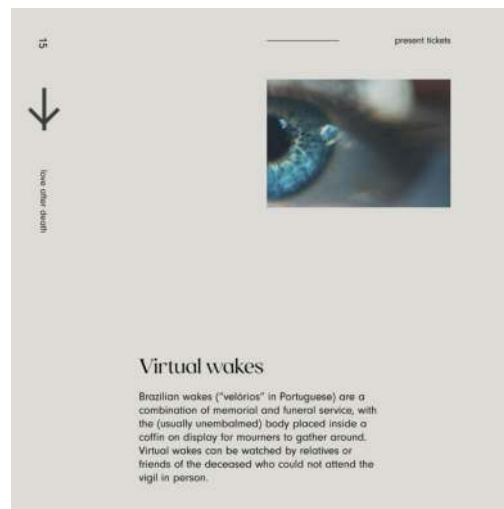 15
present tickets
love after death
Virtual wakes
Brazilian wakes (“velórios” in Portuguese) are a
combination of memorial and funeral service, with
the (usually unembalmed) body placed inside a
coffin on display for mourners to gather around.
Virtual wakes can be watched by relatives or
friends of the deceased who could not attend the
vigil in person.